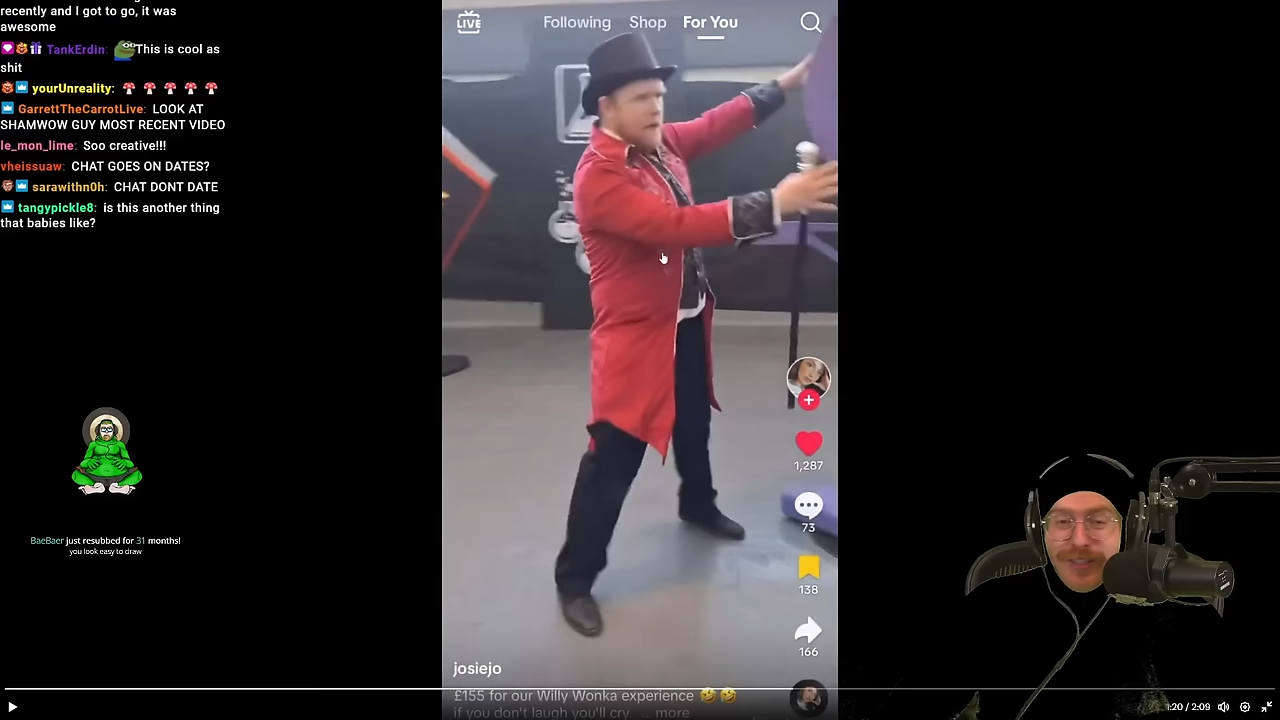 recently and I got to go, it was
awesome
TankErdin: This is cool as
shit
yourUnreality:
GarrettTheCarrotLive: LOOK AT
SHAMWOW GUY MOST RECENT VIDEO
le_mon_lime: Soo creative!!!
vheissuaw: CHAT GOES ON DATES?
sarawithn0h: CHAT DONT DATE
tangypickle8: is this another thing
that babies like?
BaeBaer just resubbed for 31 months!
you look easy to draw
LIVE
Following Shop For You
1,287
73
138
166
josiejo
£155 for our Willy Wonka experience 🤣🤣
if you don't laugh you'll cry. ... more
1:20 / 2:09